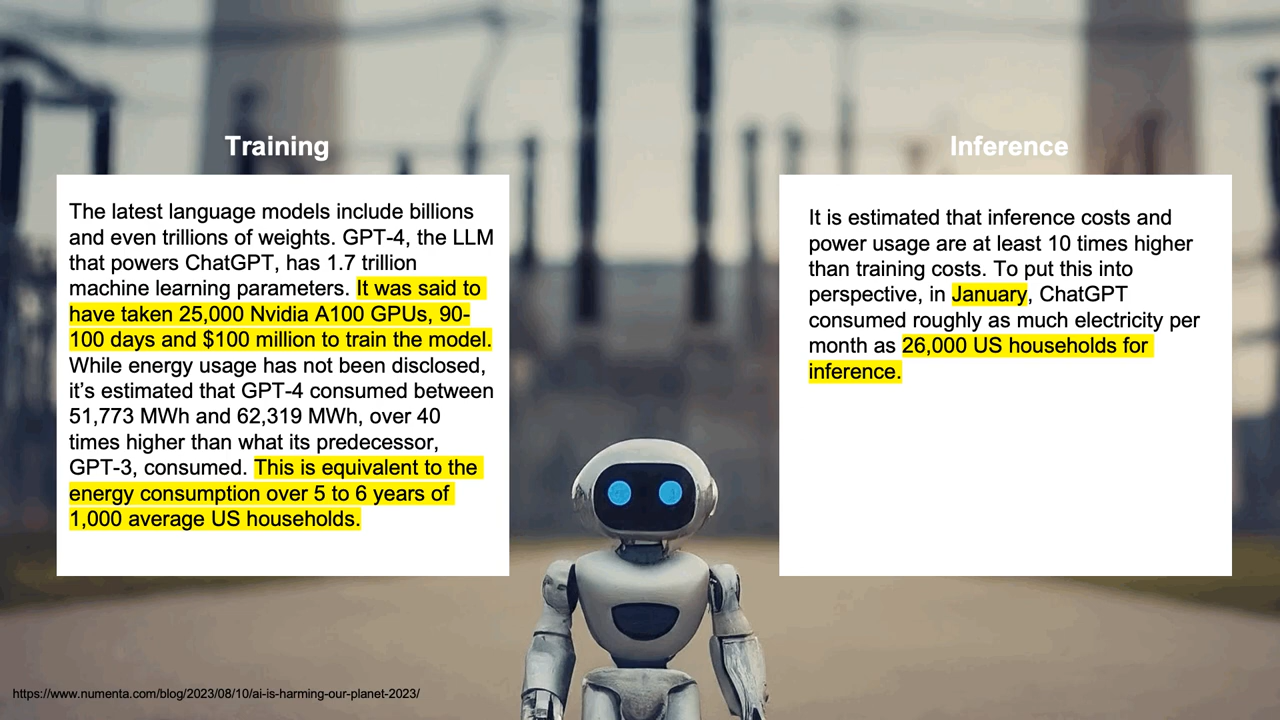 Training
The latest language models include billions
and even trillions of weights. GPT-4, the LLM
that powers ChatGPT, has 1.7 trillion
machine learning parameters. It was said to
have taken 25,000 Nvidia A100 GPUs, 90-
100 days and $100 million to train the model.
While energy usage has not been disclosed,
it’s estimated that GPT-4 consumed between
51,773 MWh and 62,319 MWh, over 40
times higher than what its predecessor,
GPT-3, consumed. This is equivalent to the
energy consumption over 5 to 6 years of
1,000 average US households.
Inference
It is estimated that inference costs and
power usage are at least 10 times higher
than training costs. To put this into
perspective, in January, ChatGPT
consumed roughly as much electricity per
month as 26,000 US households for
inference.
https://www.numenta.com/blog/2023/08/10/ai-is-harming-our-planet-2023/